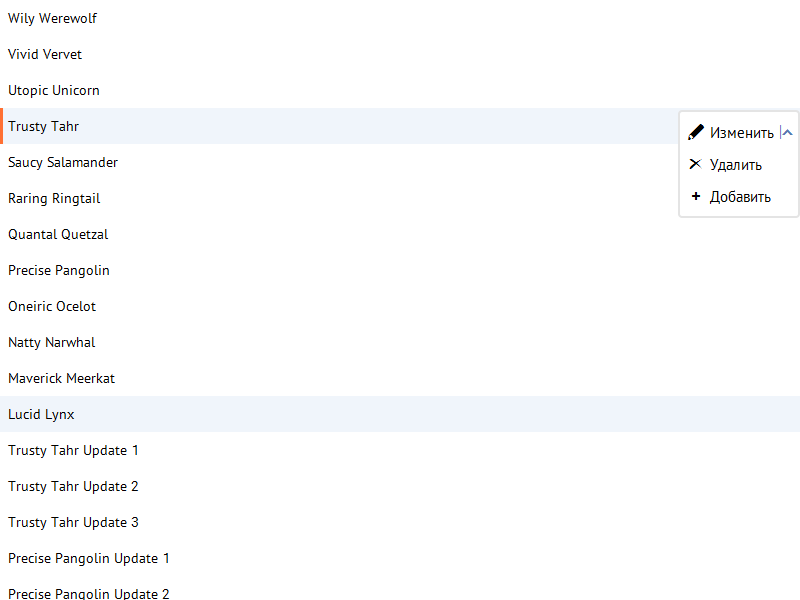 Wily Werewolf
Vivid Vervet
Utopic Unicorn
Trusty Tahr
Изменить
Saucy Salamander
Удалить
Raring Ringtail
Добавить
Quantal Quetzal
Precise Pangolin
Oneiric Ocelot
Natty Narwhal
Maverick Meerkat
Lucid Lynx
Trusty Tahr Update 1
Trusty Tahr Update 2
Trusty Tahr Update 3
Precise Pangolin Update 1
Precise Pangolin Update 2